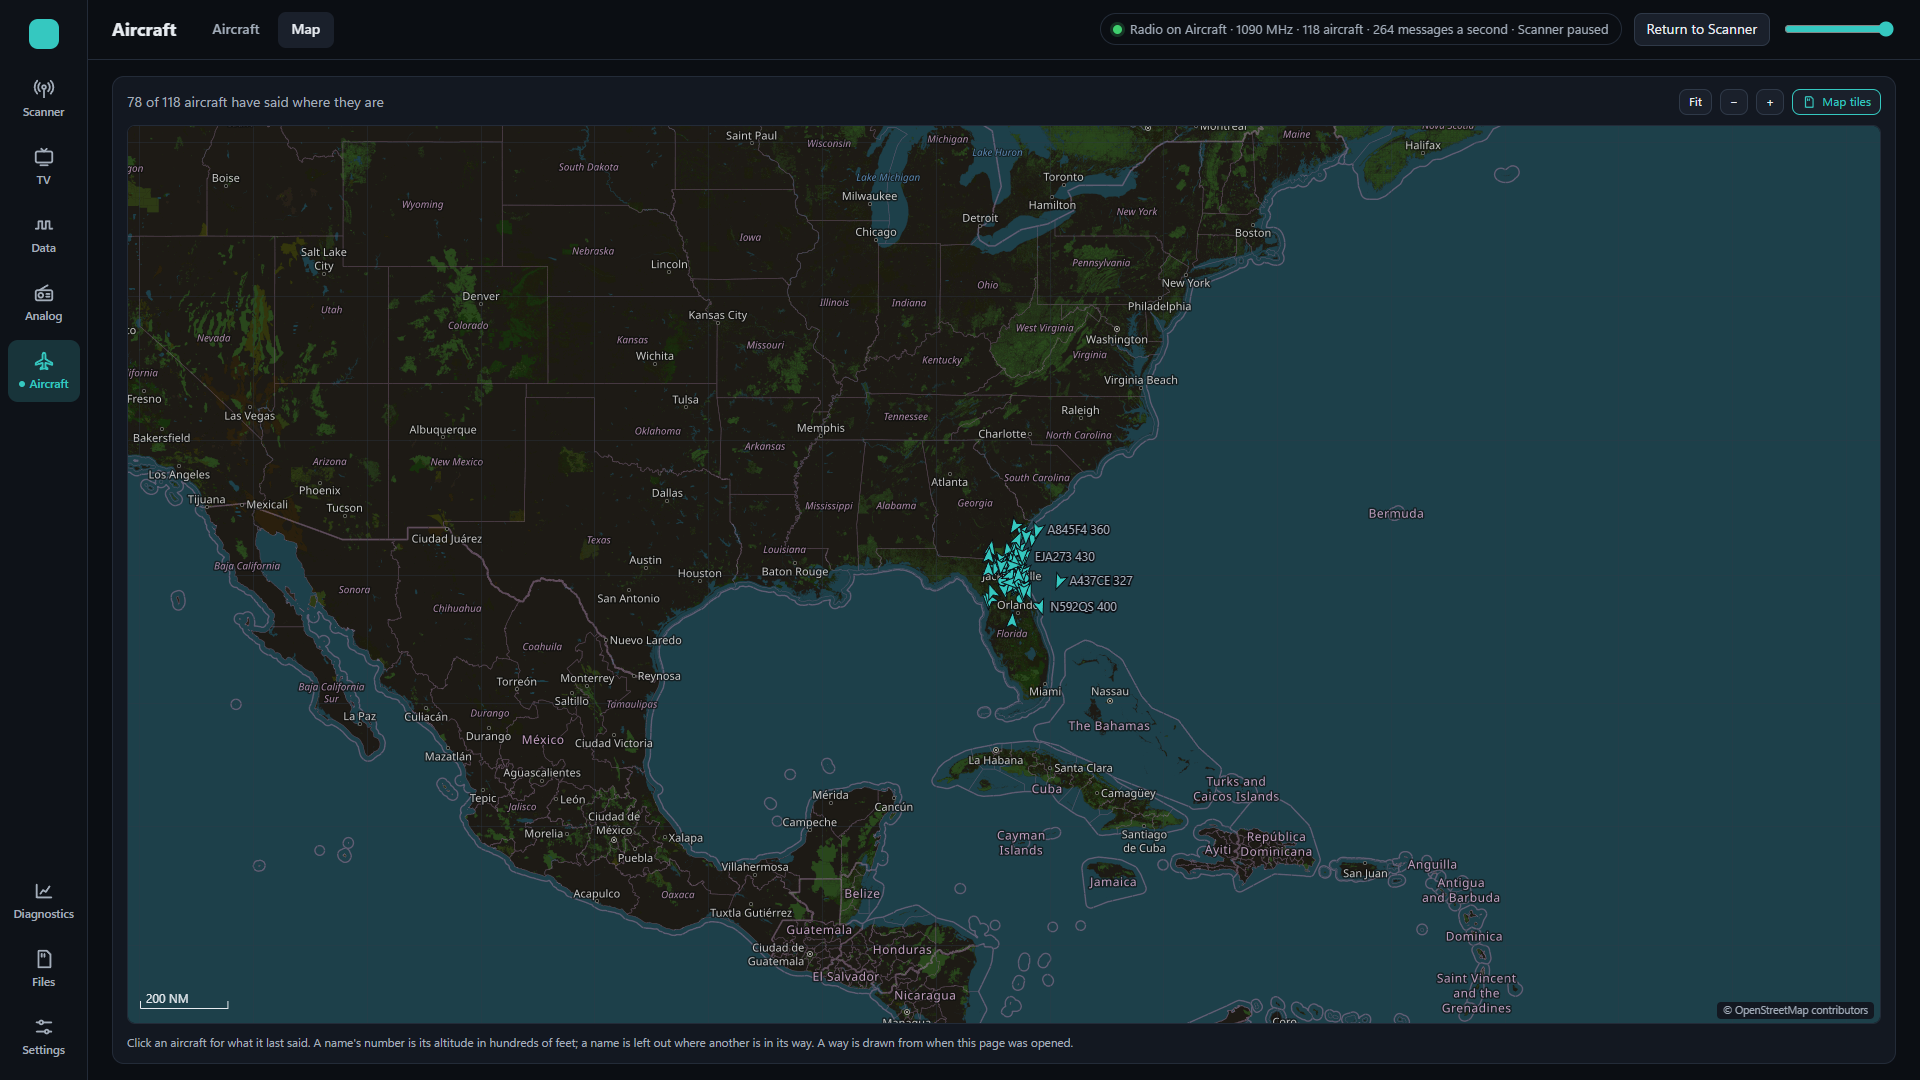 Aircraft
Aircraft
Map
Radio on Aircraft · 1090 MHz · 118 aircraft · 264 messages a second · Scanner paused
Return to Scanner
Scanner
TV
Data
Analog
Aircraft
Diagnostics
Files
Settings
78 of 118 aircraft have said where they are
Fit
−
+
Map tiles
Saint Paul
Wisconsin
Michigan
Lake Huron
Montreal
Maine
Nova Scotia
Halifax
gon
Boise
South Dakota
Wyoming
Lake Michigan
Milwaukee
Toronto
Hamilton
New York
Detroit
Chicago
Boston
Iowa
Nebraska
Salt Lake
City
Lincoln
Pennsylvania
New York
Ohio
Denver
Utah
Illinois
Indiana
Philadelphia
Kansas City
Colorado
West Virginia
Washington
Nevada
Kansas
Missouri
Wichita
Kentucky
Virginia
ifornia
Fresno
Virginia Beach
Las Vegas
Tulsa
Raleigh
Tennessee
Albuquerque
Oklahoma
Memphis
Charlotte
North Carolina
Bakersfield
Arkansas
Arizona
New Mexico
Los Angeles
Phoenix
Atlanta
South Carolina
Tijuana
Mexicali
Tucson
Dallas
Mississippi
Alabama
Georgia
Bermuda
A845F4 360
Ciudad Juárez
Texas
Louisiana
EJA273 430
Baja California
Austin
Houston
Baton Rouge
A437CE 327
Sonora
San Antonio
Chihuahua
Orlando
N592QS 400
Florida
Nuevo Laredo
Coahuila
Monterrey
Reynosa
Torreón
Baja California
Sur
Saltillo
Tamaulipas
Miami
Nassau
La Paz
Culiacán
Durango
The Bahamas
Durango
México
Ciudad Victoria
Mazatlán
La Habana
Santa Clara
Aguascalientes
Cuba
Camagüey
Turks and
Caicos Islands
Tepic
Jalisco
León
Mérida
Cancún
Ciudad de
México
Campeche
Morelia
Xalapa
Cayman
Islands
Santiago
de Cuba
Ayiti
República
Dominicana
Puebla
Villahermosa
Anguilla
San Juan
Acapulco
Oaxaca
Belize
Jamaica
Antigua
and Barbuda
Tuxtla Gutiérrez
Guatemala
Dominica
Ciudad de
Guatemala
Honduras
El Salvador
Saint Vincent
and the
Grenadines
Nicaragua
Managua
Coro
200 NM
© OpenStreetMap contributors
Click an aircraft for what it last said. A name's number is its altitude in hundreds of feet; a name is left out where another is in its way. A way is drawn from when this page was opened.